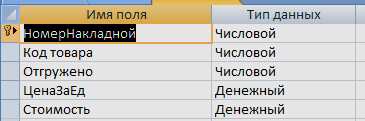 Имя поля Тип данных
НомерНакладной Числовой
Код товара Числовой
Отгружено Числовой
ЦенаЗаЕд Денежный
Стоимость Денежный